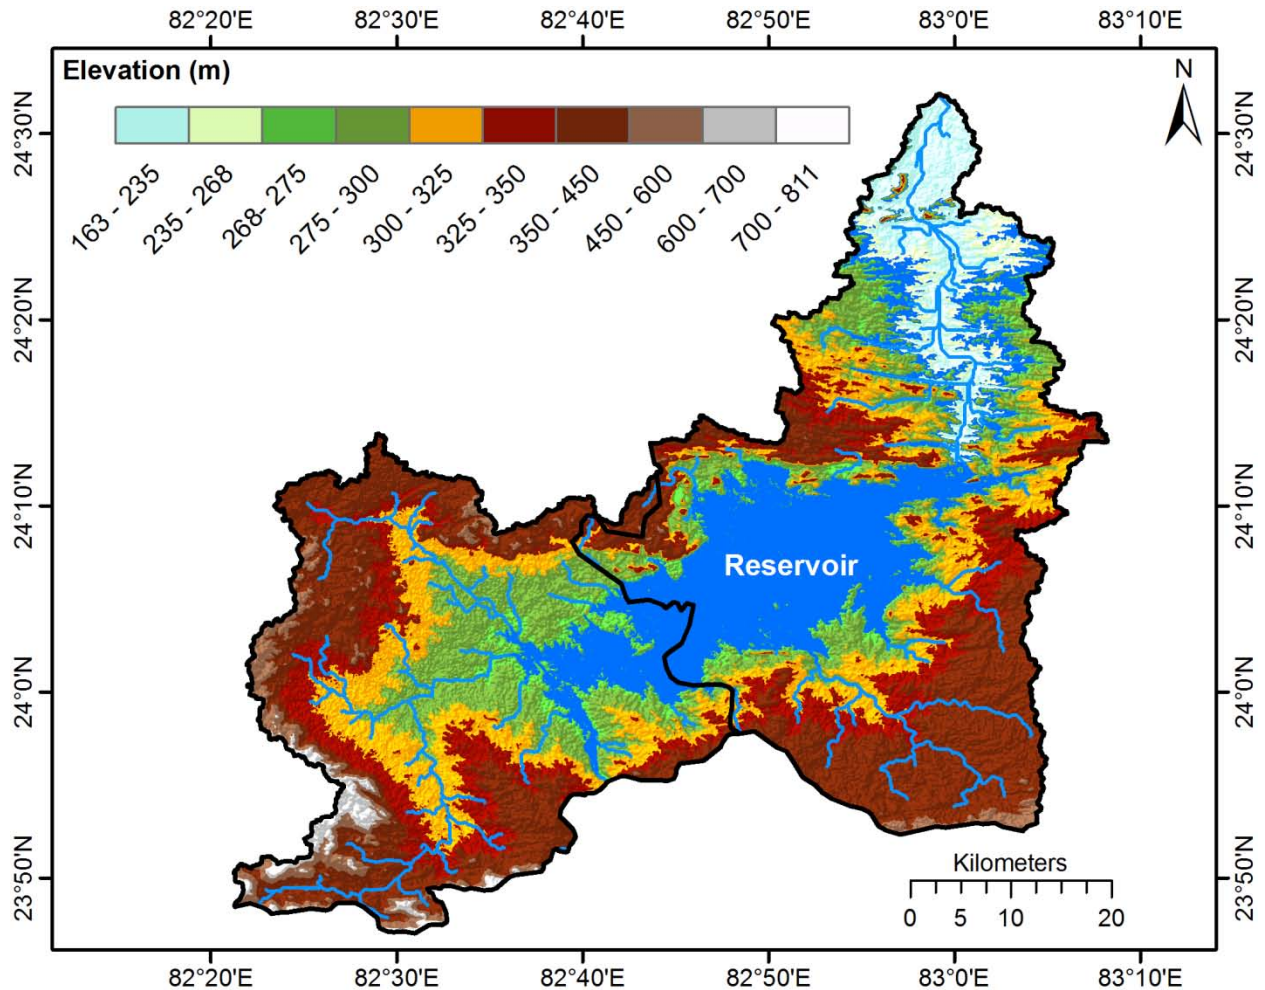 82°20'E 82°30'E 82°40'E 82°50'E 83°0'E 83°10'E
Elevation (m)
N
163 - 235
235 - 268
268- 275
275 - 300
300 - 325
325 - 350
350 - 450
450 - 600
600 - 700
700 - 811
24°30'N 24°30'N
24°20'N 24°20'N
24°10'N 24°10'N
Reservoir
24°0'N 24°0'N
23°50'N 23°50'N
Kilometers
0 5 10 20
82°20'E 82°30'E 82°40'E 82°50'E 83°0'E 83°10'E